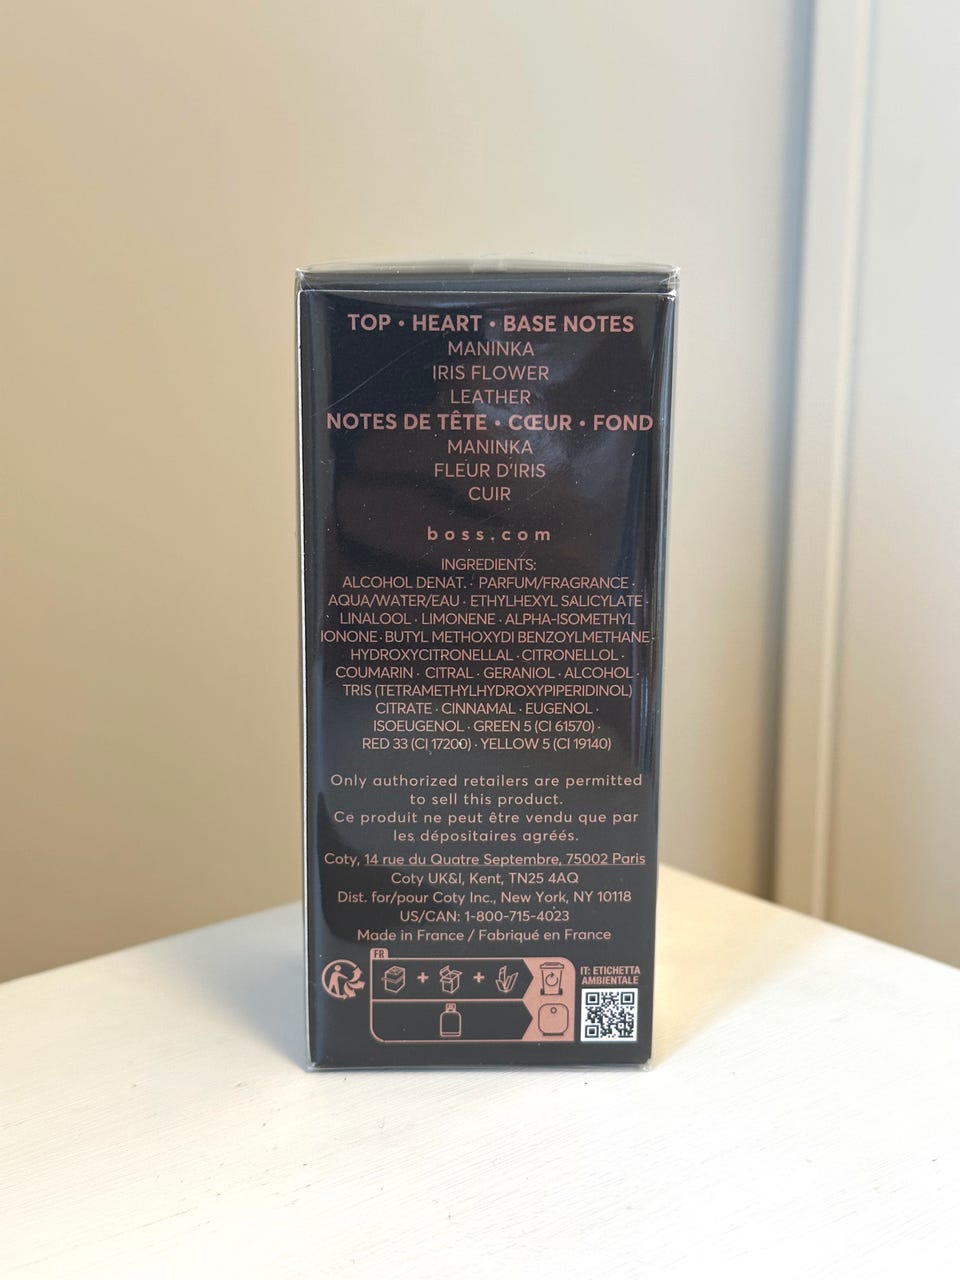 TOP • HEART • BASE NOTES
MANINKA
IRIS FLOWER
LEATHER
NOTES DE TÊTE • CŒUR • FOND
MANINKA
FLEUR D'IRIS
CUIR
boss.com
INGREDIENTS:
ALCOHOL DENAT. · PARFUM/FRAGRANCE ·
AQUA/WATER/EAU · ETHYLHEXYL SALICYLATE ·
LINALOOL · LIMONENE · ALPHA-ISOMETHYL
IONONE · BUTYL METHOXYDI BENZOYLMETHANE ·
HYDROXYCITRONELLAL · CITRONELLOL ·
COUMARIN · CITRAL · GERANIOL · ALCOHOL ·
TRIS (TETRAMETHYLHYDROXYPIPERIDINOL)
CITRATE · CINNAMAL · EUGENOL ·
ISOEUGENOL · GREEN 5 (CI 61570) ·
RED 33 (CI 17200) · YELLOW 5 (CI 19140)
Only authorized retailers are permitted
to sell this product.
Ce produit ne peut être vendu que par
les dépositaires agréés.
Coty, 14 rue du Quatre Septembre, 75002 Paris
Coty UK&I, Kent, TN25 4AQ
Dist. for/pour Coty Inc., New York, NY 10118
US/CAN: 1-800-715-4023
Made in France / Fabriqué en France
FR
+ +
IT: ETICHETTA
AMBIENTALE